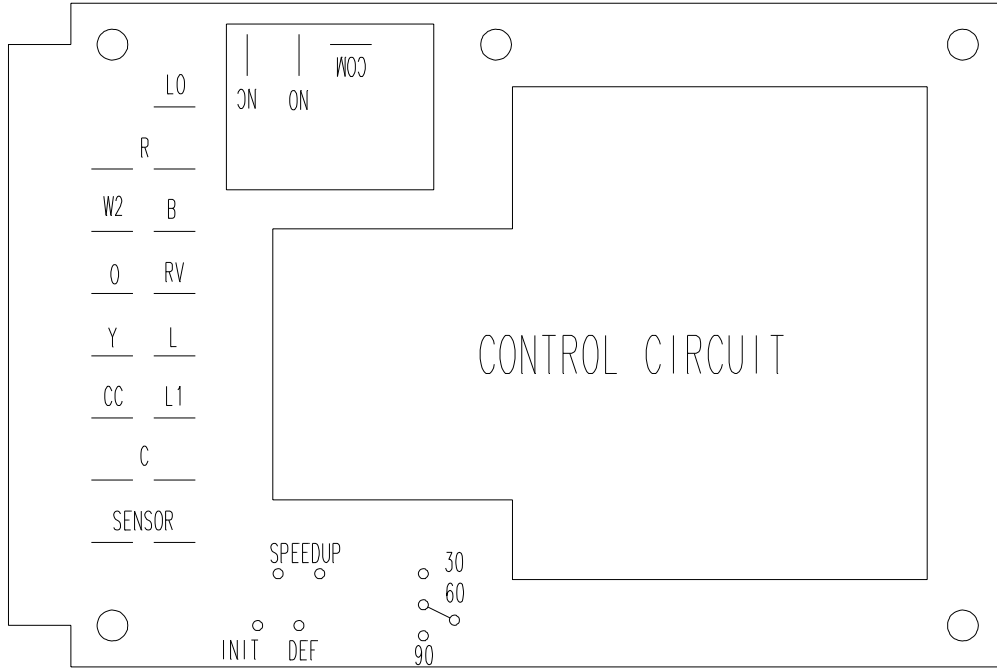 COM
LO
NC NO
R
W2 B
O RV
Y L
CONTROL CIRCUIT
CC L1
C
SENSOR
SPEEDUP
30
60
INIT DEF
90